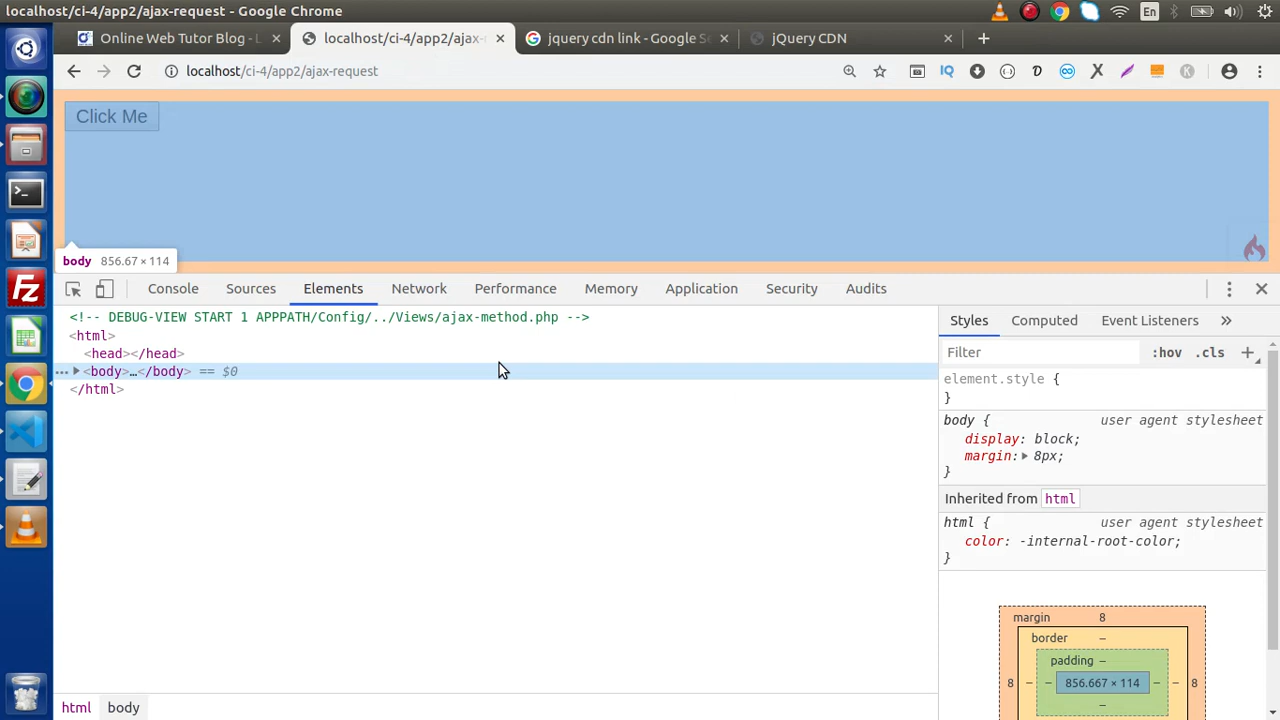 localhost/ci-4/app2/ajax-request - Google Chrome
En
Online Web Tutor Blog - L
localhost/ci-4/app2/ajax-r
jquery cdn link - Google S
jQuery CDN
localhost/ci-4/app2/ajax-request
IQ
Click Me
body 856.67 × 114
Console
Sources
Elements
Network
Performance
Memory
Application
Security
Audits
<!-- DEBUG-VIEW START 1 APPPATH/Config/../Views/ajax-method.php -->
<html>
<head></head>
<body>…</body> == $0
</html>
Styles
Computed
Event Listeners
Filter
:hov
.cls
element.style {
}
body {
user agent stylesheet
display: block;
margin: 8px;
}
Inherited from html
html {
user agent stylesheet
color: -internal-root-color;
}
margin 8
border –
padding –
8 – – 856.667 × 114 – – 8
–
html
body